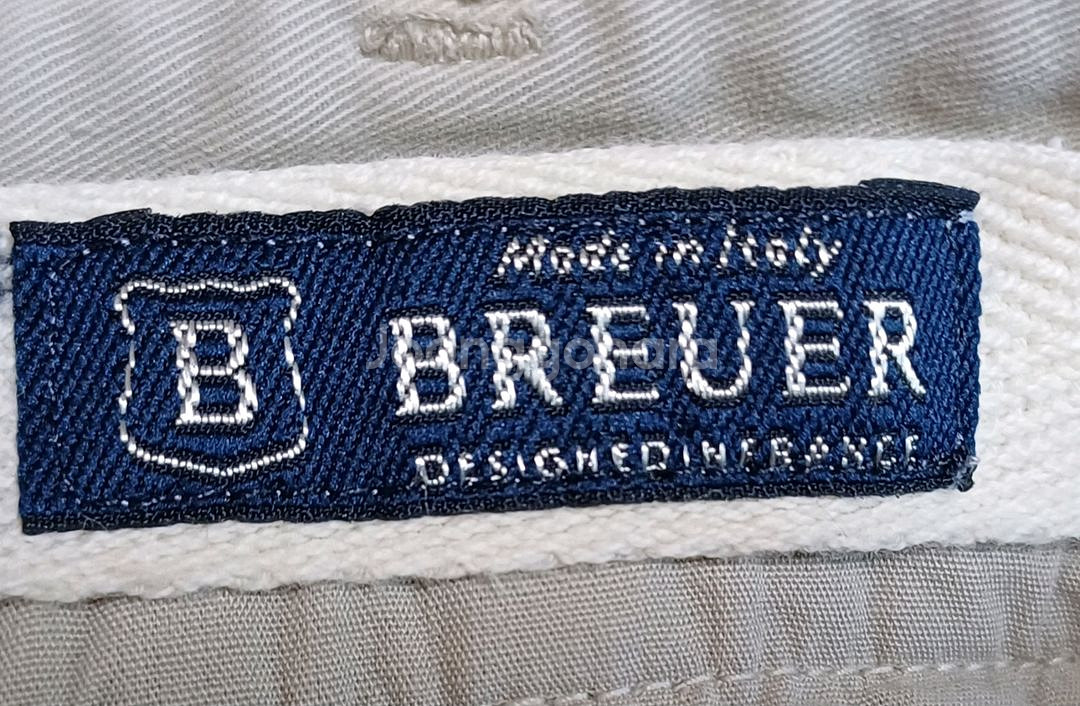 Made in Italy
B BREUER
DESIGNED IN FRANCE